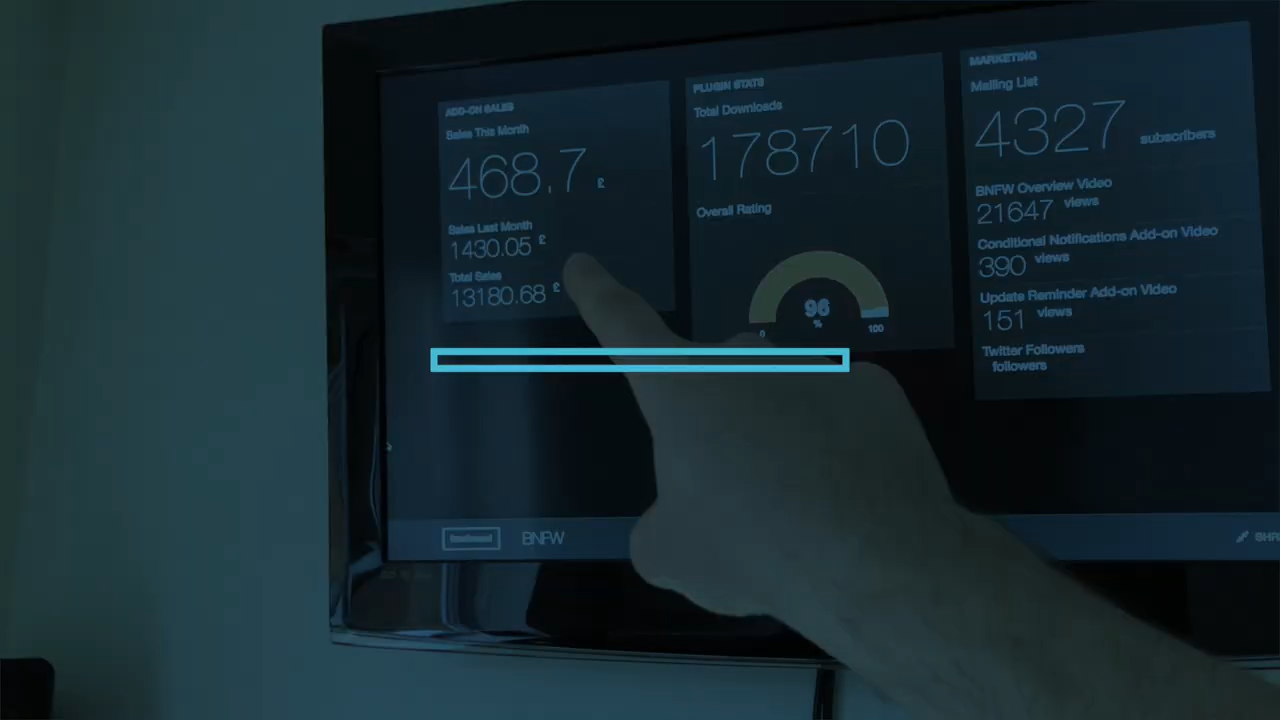 ADD-ON SALES
Sales This Month
468.7 £
Sales Last Month
1430.05 £
Total Sales
13180.68 £
PLUGIN STATS
Total Downloads
178710
Overall Rating
96
%
0
100
MARKETING
Mailing List
4327 subscribers
BNFW Overview Video
21647 views
Conditional Notifications Add-on Video
390 views
Update Reminder Add-on Video
151 views
Twitter Followers
followers
BNFW